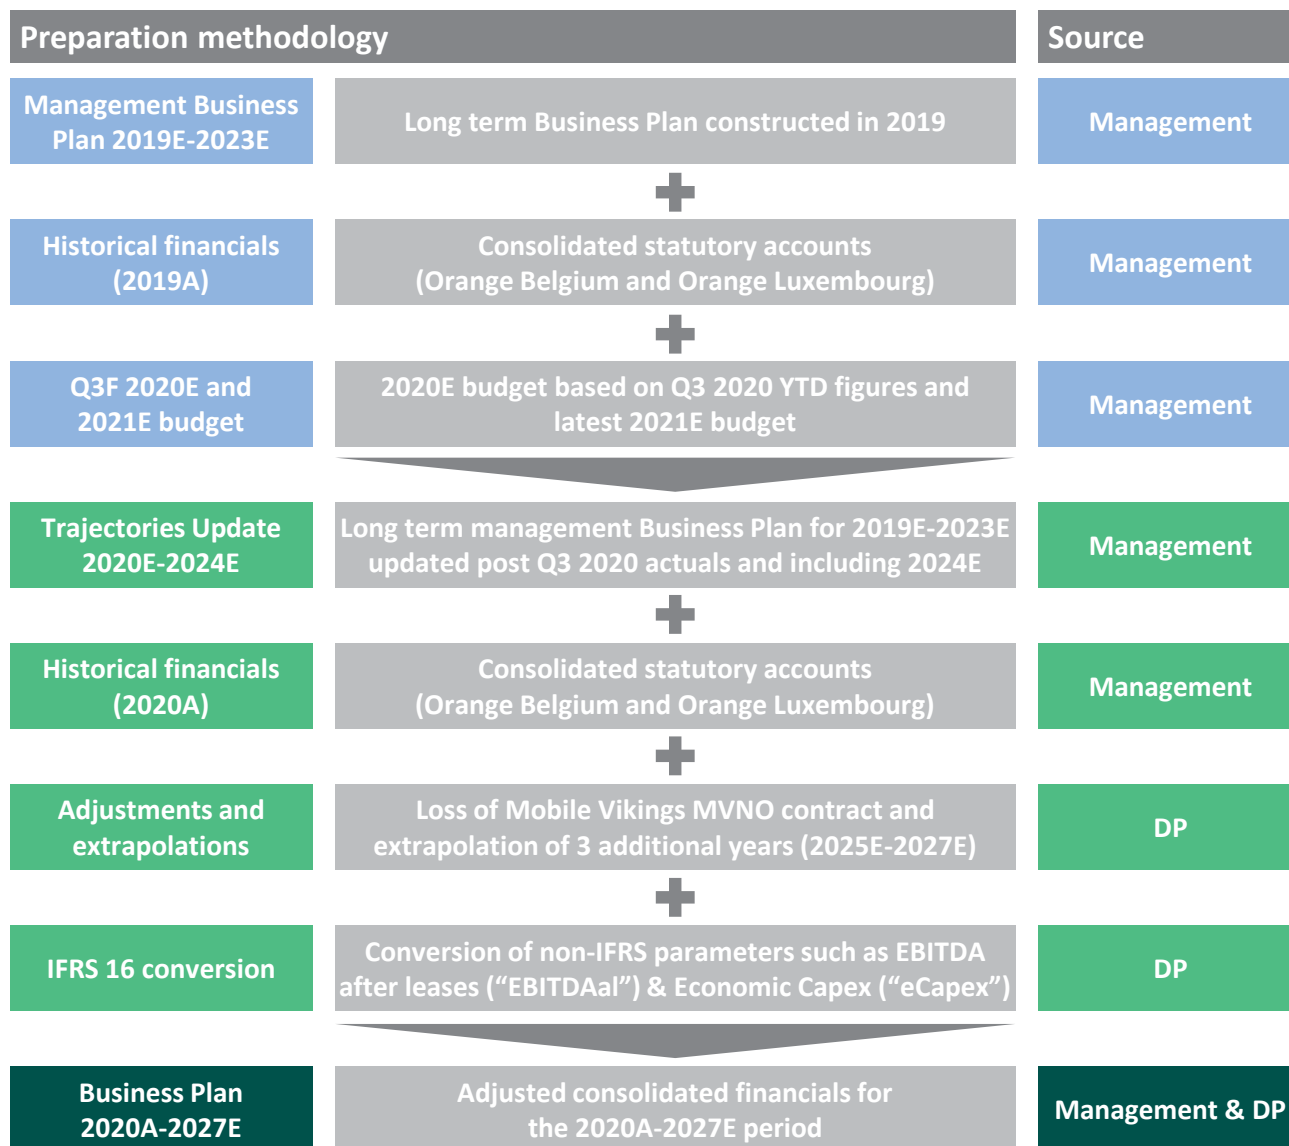 Preparation methodology
Source
Management Business
Plan 2019E-2023E
Long term Business Plan constructed in 2019
Management
Historical financials
(2019A)
Consolidated statutory accounts
(Orange Belgium and Orange Luxembourg)
Management
Q3F 2020E and
2021E budget
2020E budget based on Q3 2020 YTD figures and
latest 2021E budget
Management
Trajectories Update
2020E-2024E
Long term management Business Plan for 2019E-2023E
updated post Q3 2020 actuals and including 2024E
Management
Historical financials
(2020A)
Consolidated statutory accounts
(Orange Belgium and Orange Luxembourg)
Management
Adjustments and
extrapolations
Loss of Mobile Vikings MVNO contract and
extrapolation of 3 additional years (2025E-2027E)
DP
IFRS 16 conversion
Conversion of non-IFRS parameters such as EBITDA
after leases (“EBITDAal”) & Economic Capex (“eCapex”)
DP
Business Plan
2020A-2027E
Adjusted consolidated financials for
the 2020A-2027E period
Management & DP